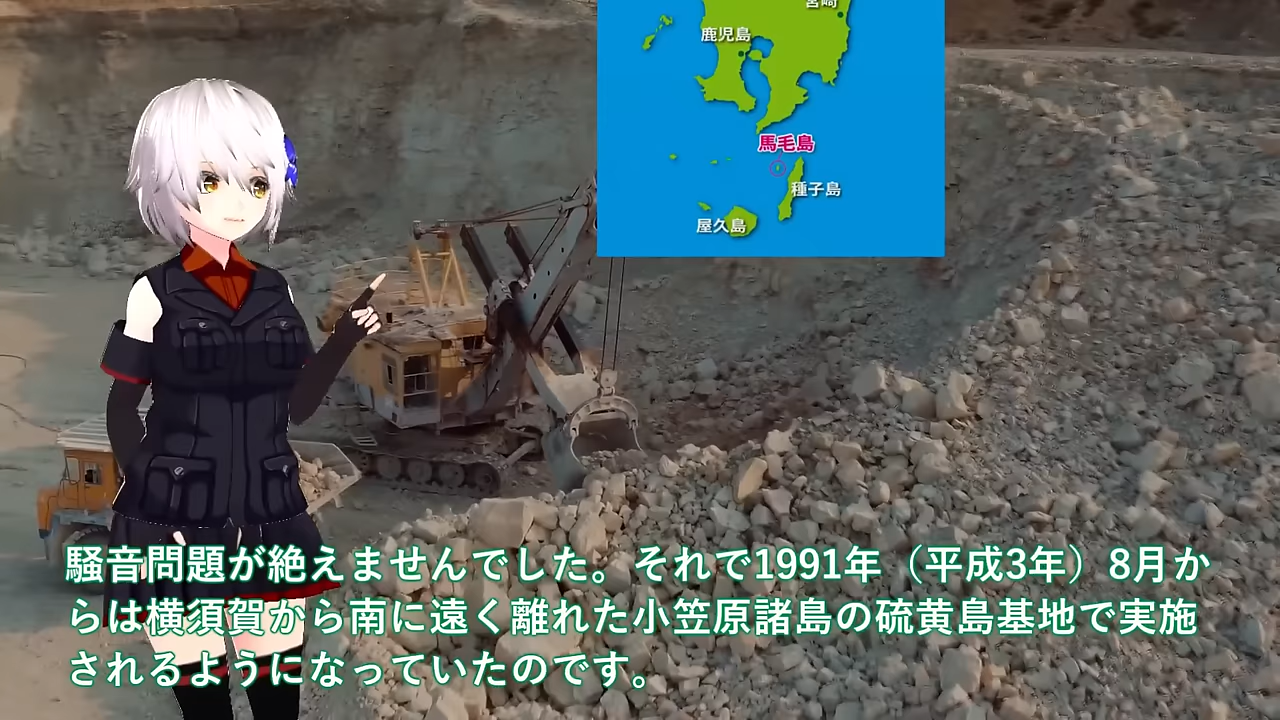 宮崎
鹿児島
馬毛島
種子島
屋久島
騒音問題が絶えませんでした。それで1991年（平成3年）8月か
らは横須賀から南に遠く離れた小笠原諸島の硫黄島基地で実施
されるようになっていたのです。